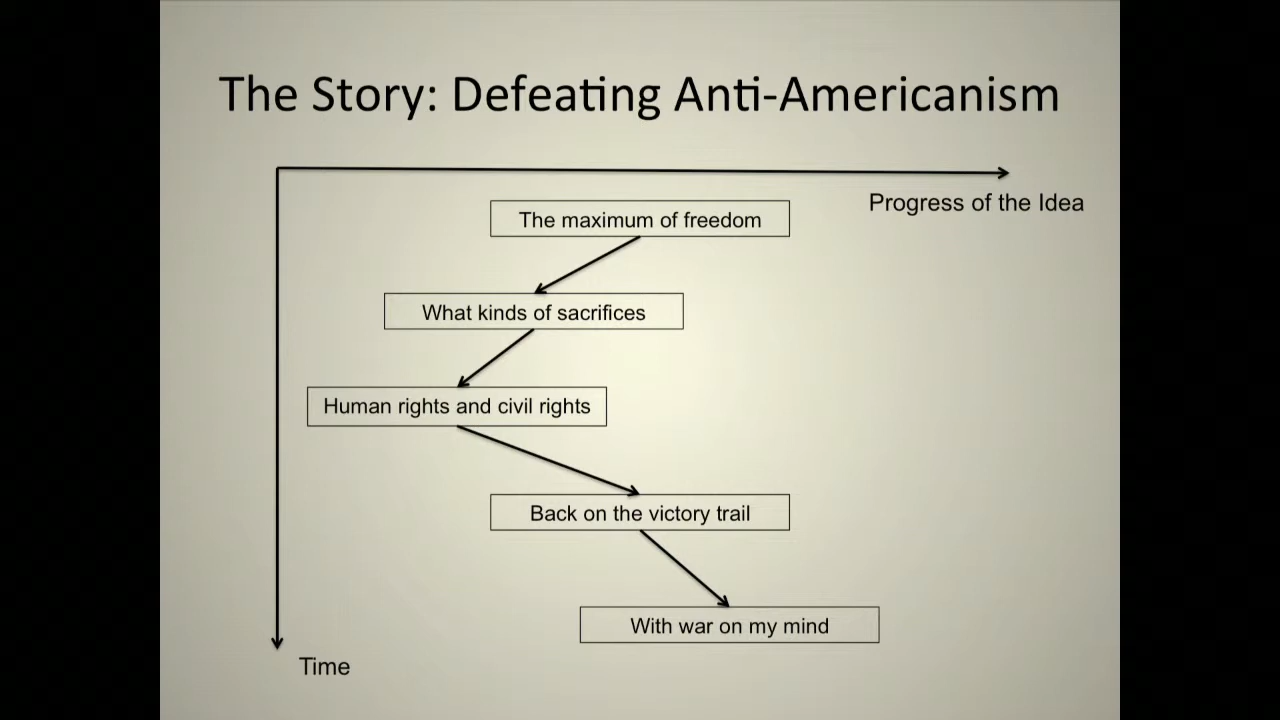 The Story: Defeating Anti-Americanism
Progress of the Idea
The maximum of freedom
What kinds of sacrifices
Human rights and civil rights
Back on the victory trail
With war on my mind
Time